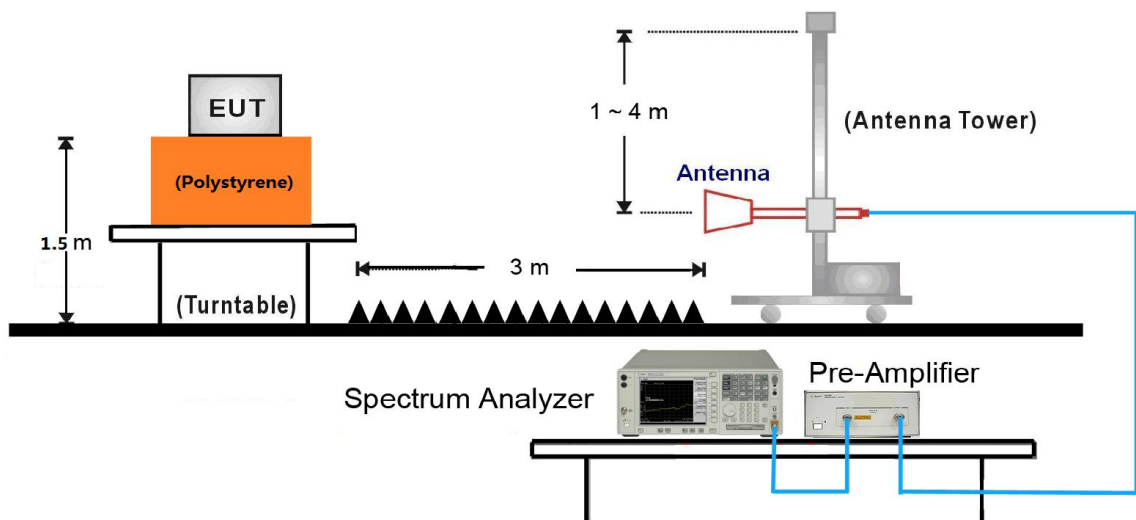 EUT
(Polystyrene)
1.5 m
(Turntable)
3 m
1 ~ 4 m
Antenna
(Antenna Tower)
Spectrum Analyzer
Pre-Amplifier